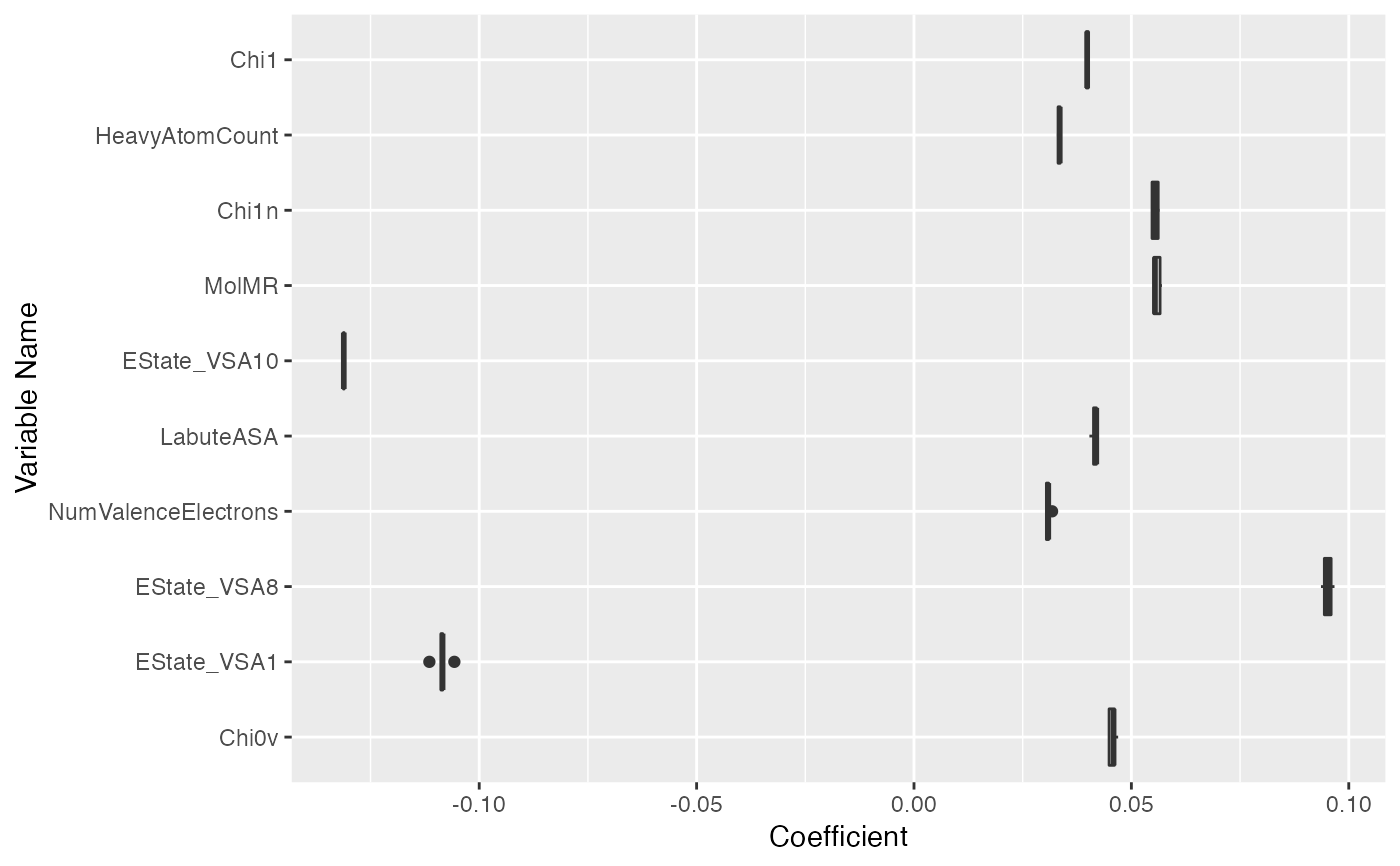 Variable Name
Chi1
HeavyAtomCount
Chi1n
MolMR
EState_VSA10
LabuteASA
NumValenceElectrons
EState_VSA8
EState_VSA1
Chi0v
-0.10 -0.05 0.00 0.05 0.10
Coefficient